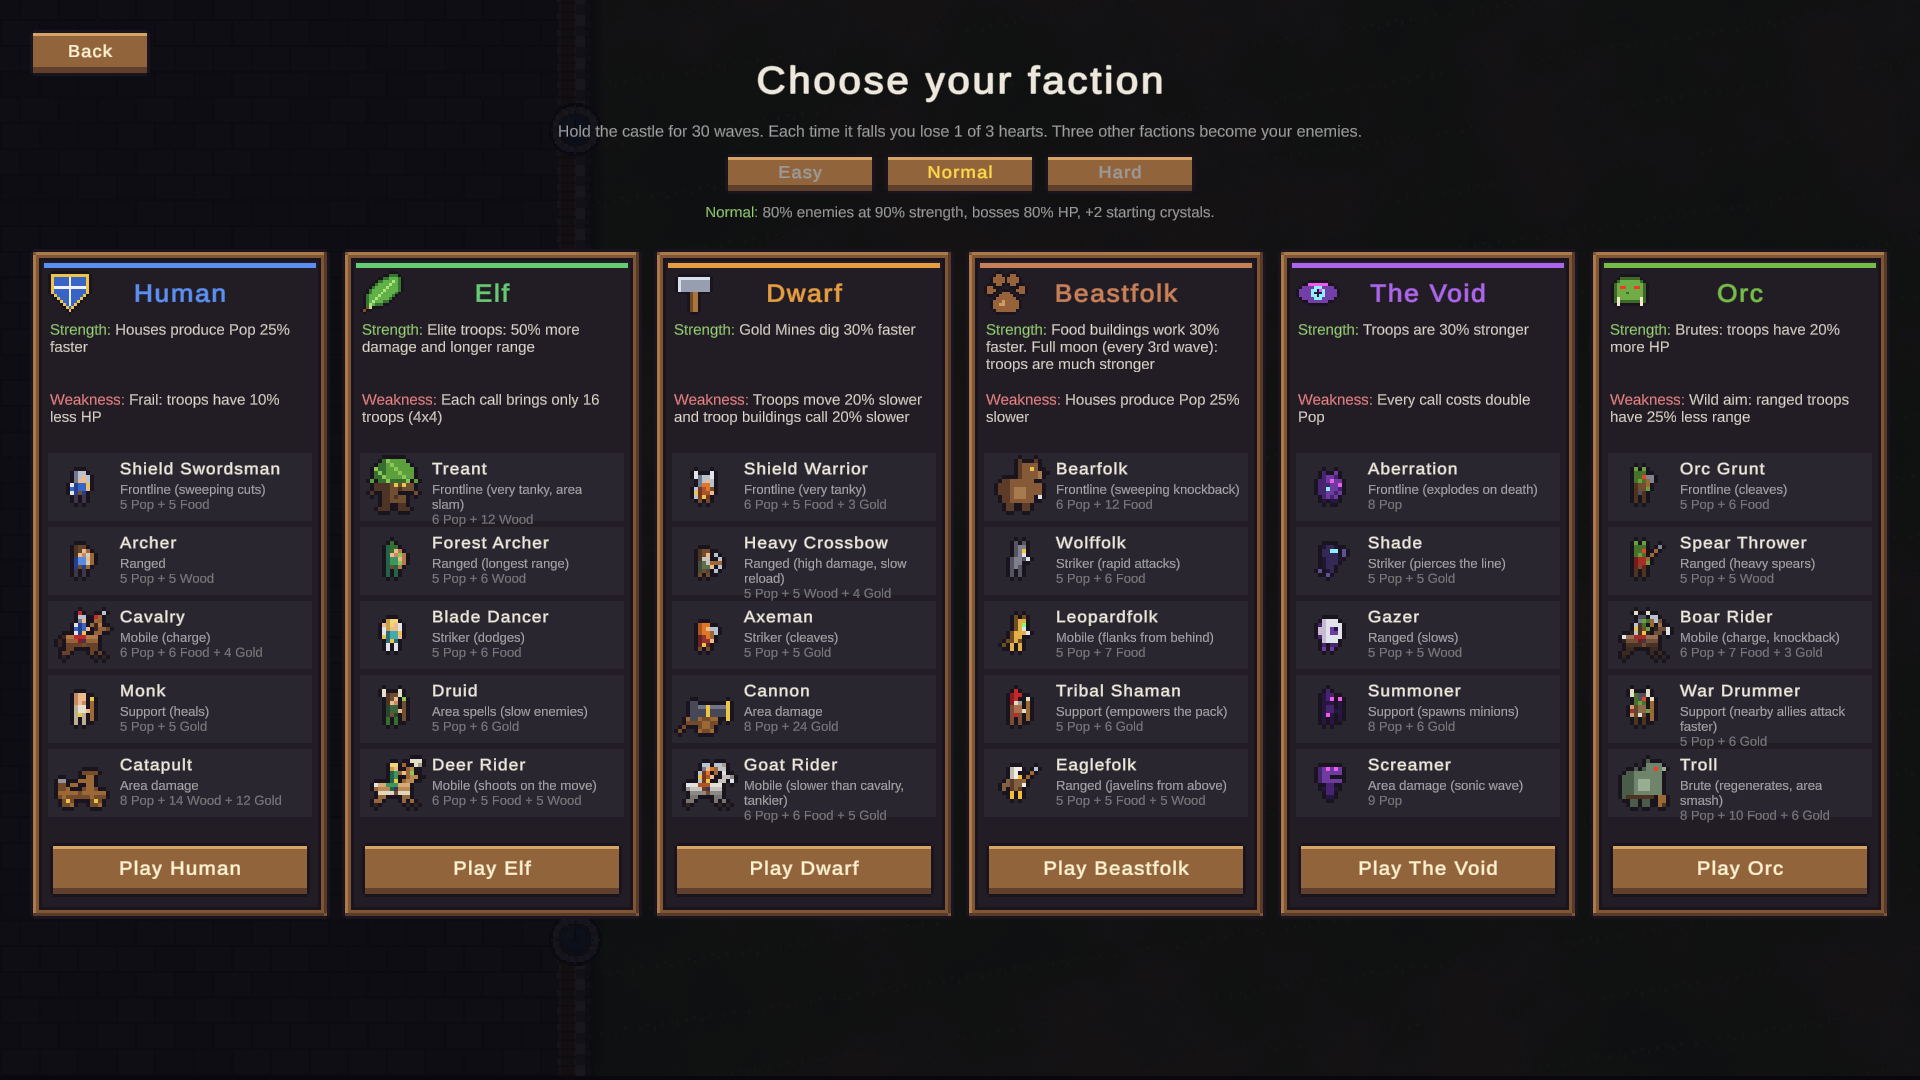 Back
Choose your faction
Hold the castle for 30 waves. Each time it falls you lose 1 of 3 hearts. Three other factions become your enemies.
Easy
Normal
Hard
Normal: 80% enemies at 90% strength, bosses 80% HP, +2 starting crystals.
Human
Strength: Houses produce Pop 25%
faster
Weakness: Frail: troops have 10%
less HP
Shield Swordsman
Frontline (sweeping cuts)
5 Pop + 5 Food
Archer
Ranged
5 Pop + 5 Wood
Cavalry
Mobile (charge)
6 Pop + 6 Food + 4 Gold
Monk
Support (heals)
5 Pop + 5 Gold
Catapult
Area damage
8 Pop + 14 Wood + 12 Gold
Play Human
Elf
Strength: Elite troops: 50% more
damage and longer range
Weakness: Each call brings only 16
troops (4x4)
Treant
Frontline (very tanky, area
slam)
6 Pop + 12 Wood
Forest Archer
Ranged (longest range)
5 Pop + 6 Wood
Blade Dancer
Striker (dodges)
5 Pop + 6 Food
Druid
Area spells (slow enemies)
5 Pop + 6 Gold
Deer Rider
Mobile (shoots on the move)
6 Pop + 5 Food + 5 Wood
Play Elf
Dwarf
Strength: Gold Mines dig 30% faster
Weakness: Troops move 20% slower
and troop buildings call 20% slower
Shield Warrior
Frontline (very tanky)
6 Pop + 5 Food + 3 Gold
Heavy Crossbow
Ranged (high damage, slow
reload)
5 Pop + 5 Wood + 4 Gold
Axeman
Striker (cleaves)
5 Pop + 5 Gold
Cannon
Area damage
8 Pop + 24 Gold
Goat Rider
Mobile (slower than cavalry,
tankier)
6 Pop + 6 Food + 5 Gold
Play Dwarf
Beastfolk
Strength: Food buildings work 30%
faster. Full moon (every 3rd wave):
troops are much stronger
Weakness: Houses produce Pop 25%
slower
Bearfolk
Frontline (sweeping knockback)
6 Pop + 12 Food
Wolffolk
Striker (rapid attacks)
5 Pop + 6 Food
Leopardfolk
Mobile (flanks from behind)
5 Pop + 7 Food
Tribal Shaman
Support (empowers the pack)
5 Pop + 6 Gold
Eaglefolk
Ranged (javelins from above)
5 Pop + 5 Food + 5 Wood
Play Beastfolk
The Void
Strength: Troops are 30% stronger
Weakness: Every call costs double
Pop
Aberration
Frontline (explodes on death)
8 Pop
Shade
Striker (pierces the line)
5 Pop + 5 Gold
Gazer
Ranged (slows)
5 Pop + 5 Wood
Summoner
Support (spawns minions)
8 Pop + 6 Gold
Screamer
Area damage (sonic wave)
9 Pop
Play The Void
Orc
Strength: Brutes: troops have 20%
more HP
Weakness: Wild aim: ranged troops
have 25% less range
Orc Grunt
Frontline (cleaves)
5 Pop + 6 Food
Spear Thrower
Ranged (heavy spears)
5 Pop + 5 Wood
Boar Rider
Mobile (charge, knockback)
6 Pop + 7 Food + 3 Gold
War Drummer
Support (nearby allies attack
faster)
5 Pop + 6 Gold
Troll
Brute (regenerates, area
smash)
8 Pop + 10 Food + 6 Gold
Play Orc